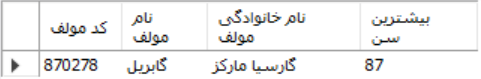 کد مولف نام مولف نام خانوادگی مولف بیشترین سن
870278 گابریل گارسیا مارکز 87